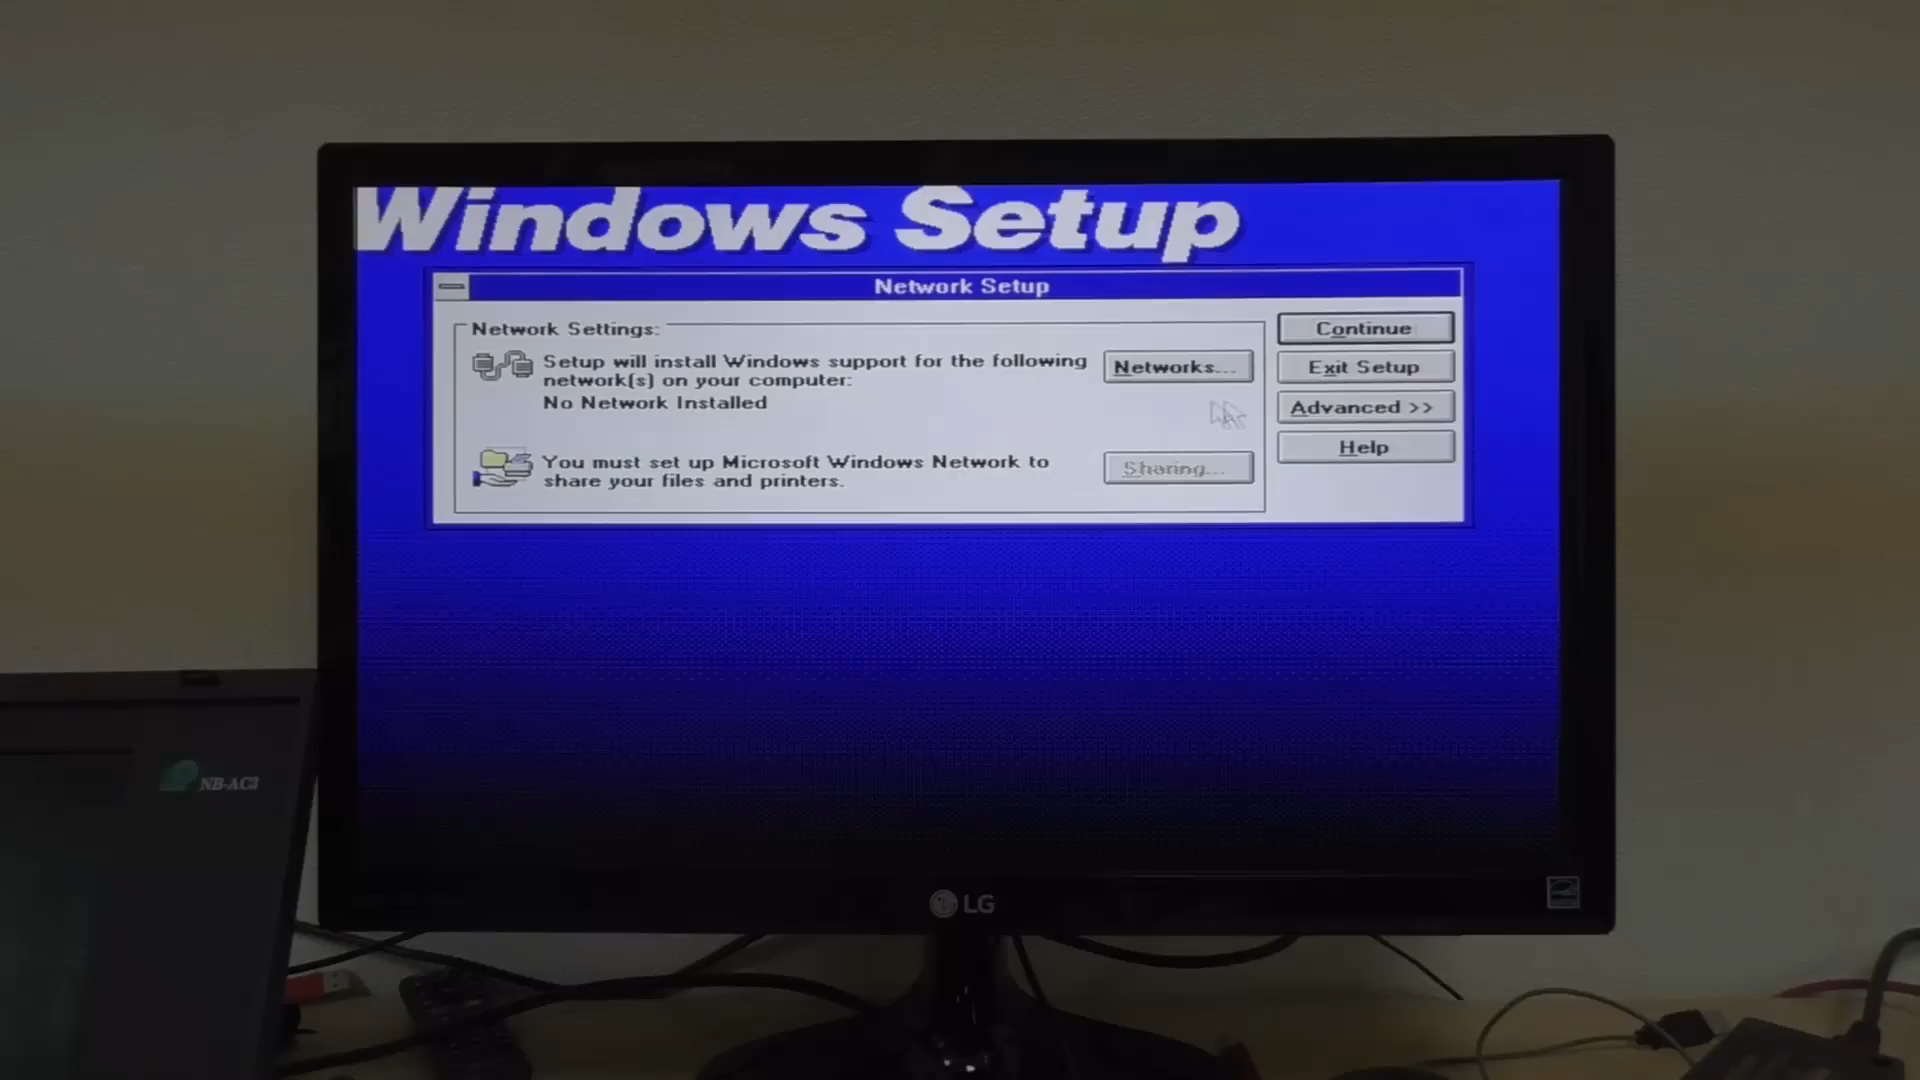 Windows Setup
Network Setup
Network Settings:
Setup will install Windows support for the following
network(s) on your computer:
No Network Installed
Networks...
You must set up Microsoft Windows Network to
share your files and printers.
Sharing...
Continue
Exit Setup
Advanced >>
Help
NB-AC3
LG